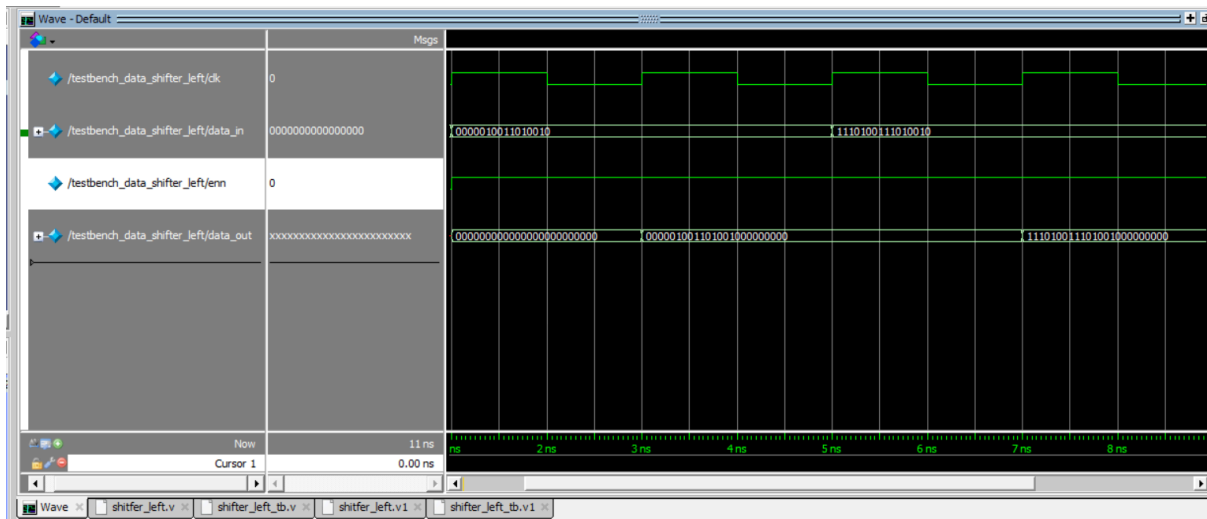 Wave - Default
Msgs
/testbench_data_shifter_left/clk 0
/testbench_data_shifter_left/data_in 0000000000000000 0000010011010010 1110100111010010
/testbench_data_shifter_left/enn 0
/testbench_data_shifter_left/data_out xxxxxxxxxxxxxxxxxxxxxxxx 000000000000000000000000 000001001101001000000000 111010011101001000000000
Now 11 ns ns 2 ns 3 ns 4 ns 5 ns 6 ns 7 ns 8 ns
Cursor 1 0.00 ns
Wave shitfer_left.v shifter_left_tb.v shitfer_left.v1 shifter_left_tb.v1